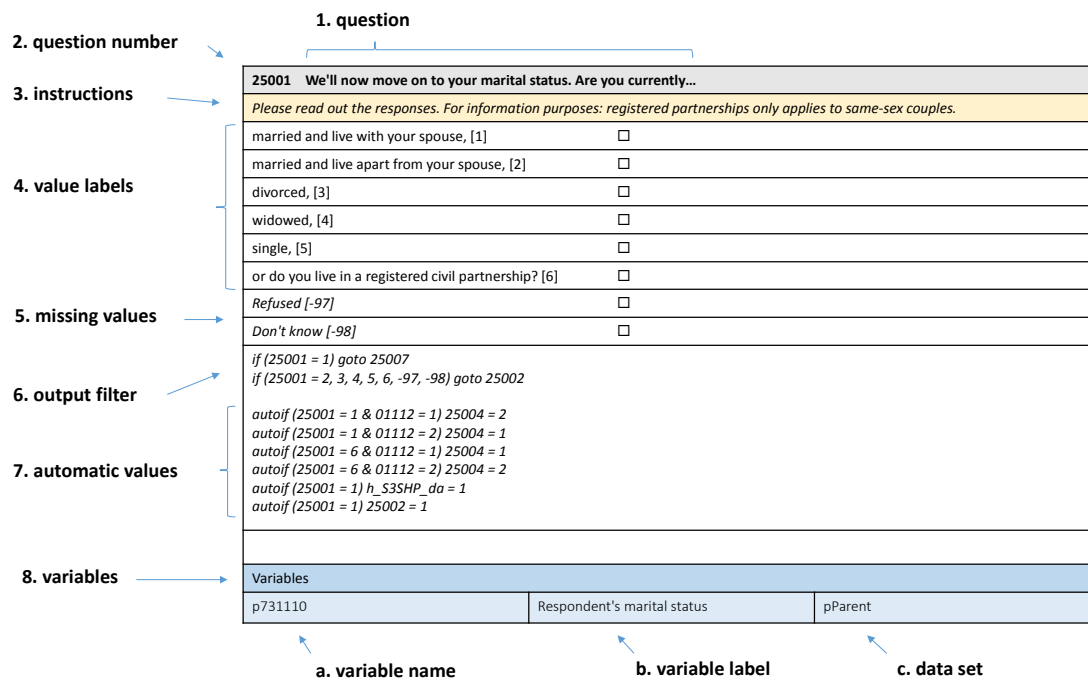 1. question
2. question number
25001 We'll now move on to your marital status. Are you currently…
3. instructions
Please read out the responses. For information purposes: registered partnerships only applies to same-sex couples.
married and live with your spouse, [1] ☐
married and live apart from your spouse, [2] ☐
4. value labels
divorced, [3] ☐
widowed, [4] ☐
single, [5] ☐
or do you live in a registered civil partnership? [6] ☐
Refused [-97] ☐
5. missing values
Don't know [-98] ☐
if (25001 = 1) goto 25007
if (25001 = 2, 3, 4, 5, 6, -97, -98) goto 25002
6. output filter
autoif (25001 = 1 & 01112 = 1) 25004 = 2
autoif (25001 = 1 & 01112 = 2) 25004 = 1
autoif (25001 = 6 & 01112 = 1) 25004 = 1
7. automatic values
autoif (25001 = 6 & 01112 = 2) 25004 = 2
autoif (25001 = 1) h_S3SHP_da = 1
autoif (25001 = 1) 25002 = 1
8. variables
Variables
p731110 Respondent's marital status pParent
a. variable name b. variable label c. data set